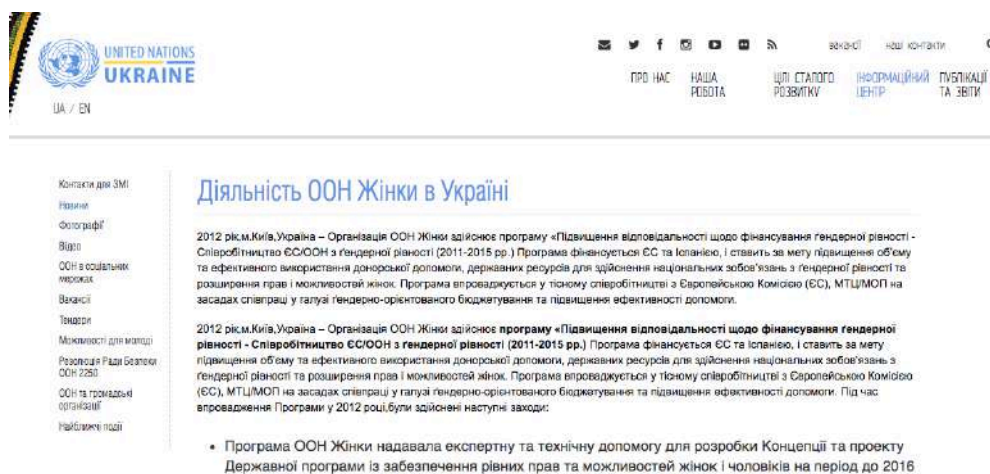 UNITED NATIONS
UKRAINE
UA / EN
вакансії наші контакти
ПРО НАС НАША ЦІЛІ СТАЛОГО ІНФОРМАЦІЙНИЙ ПУБЛІКАЦІЇ
РОБОТА РОЗВИТКУ ЦЕНТР ТА ЗВІТИ
Контакти для ЗМІ
Новини
Фотографії
Відео
ООН в соціальних
мережах
Вакансії
Тендери
Можливості для молоді
Резолюція Ради Безпеки
ООН 2250
ООН та громадські
організації
Найближчі події
Діяльність ООН Жінки в Україні
2012 рік,м.Київ,Україна – Організація ООН Жінки здійснює програму «Підвищення відповідальності щодо фінансування ґендерної рівності -
Співробітництво ЄС/ООН з ґендерної рівності (2011-2015 рр.) Програма фінансується ЄС та Іспанією, і ставить за мету підвищення об'єму
та ефективного використання донорської допомоги, державних ресурсів для здійснення національних зобов'язань з ґендерної рівності та
розширення прав і можливостей жінок. Програма впроваджується у тісному співробітництві з Європейською Комісією (ЄС), МТЦ/МОП на
засадах співпраці у галузі ґендерно-орієнтованого бюджетування та підвищення ефективності допомоги.
2012 рік,м.Київ,Україна – Організація ООН Жінки здійснює програму «Підвищення відповідальності щодо фінансування ґендерної
рівності - Співробітництво ЄС/ООН з ґендерної рівності (2011-2015 рр.) Програма фінансується ЄС та Іспанією, і ставить за мету
підвищення об'єму та ефективного використання донорської допомоги, державних ресурсів для здійснення національних зобов'язань з
ґендерної рівності та розширення прав і можливостей жінок. Програма впроваджується у тісному співробітництві з Європейською Комісією
(ЄС), МТЦ/МОП на засадах співпраці у галузі ґендерно-орієнтованого бюджетування та підвищення ефективності допомоги. Під час
впровадження Програми у 2012 році,були здійснені наступні заходи:
• Програма ООН Жінки надавала експертну та технічну допомогу для розробки Концепції та проекту
Державної програми із забезпечення рівних прав та можливостей жінок і чоловіків на період до 2016